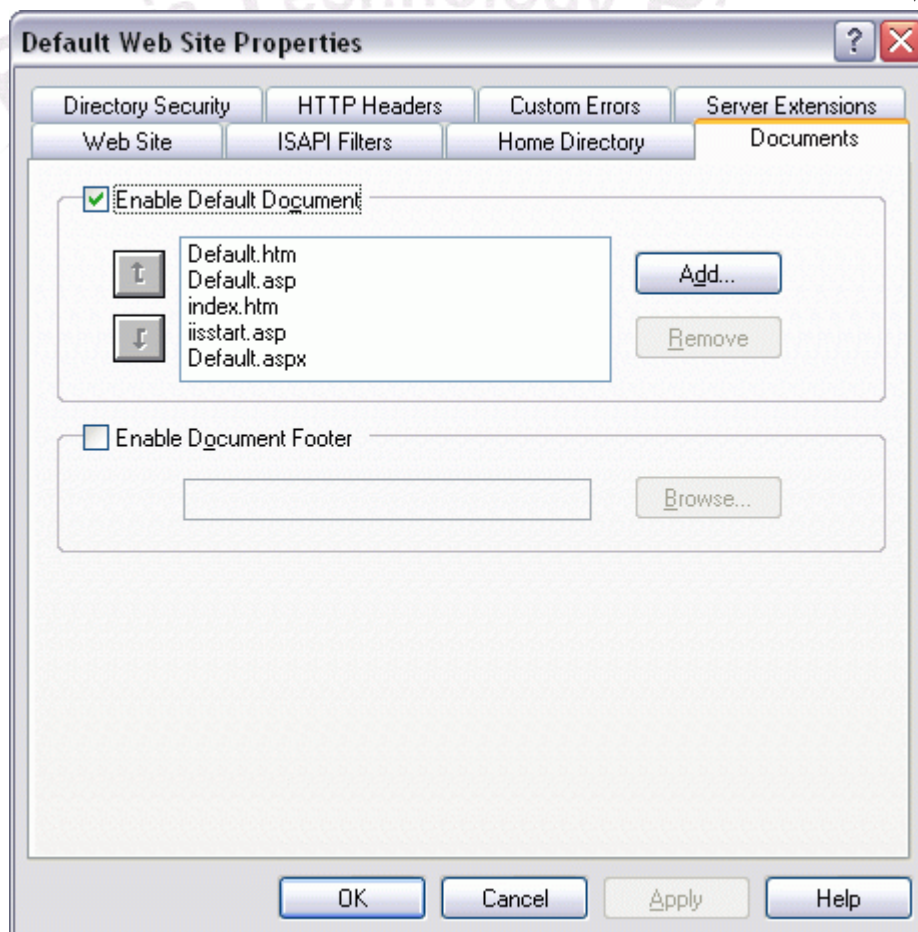 Technology
Default Web Site Properties
Directory Security HTTP Headers Custom Errors Server Extensions
Web Site ISAPI Filters Home Directory Documents
Enable Default Document
Default.htm
Default.asp
index.htm
iisstart.asp
Default.aspx
Add...
Remove
Enable Document Footer
Browse...
OK Cancel Apply Help